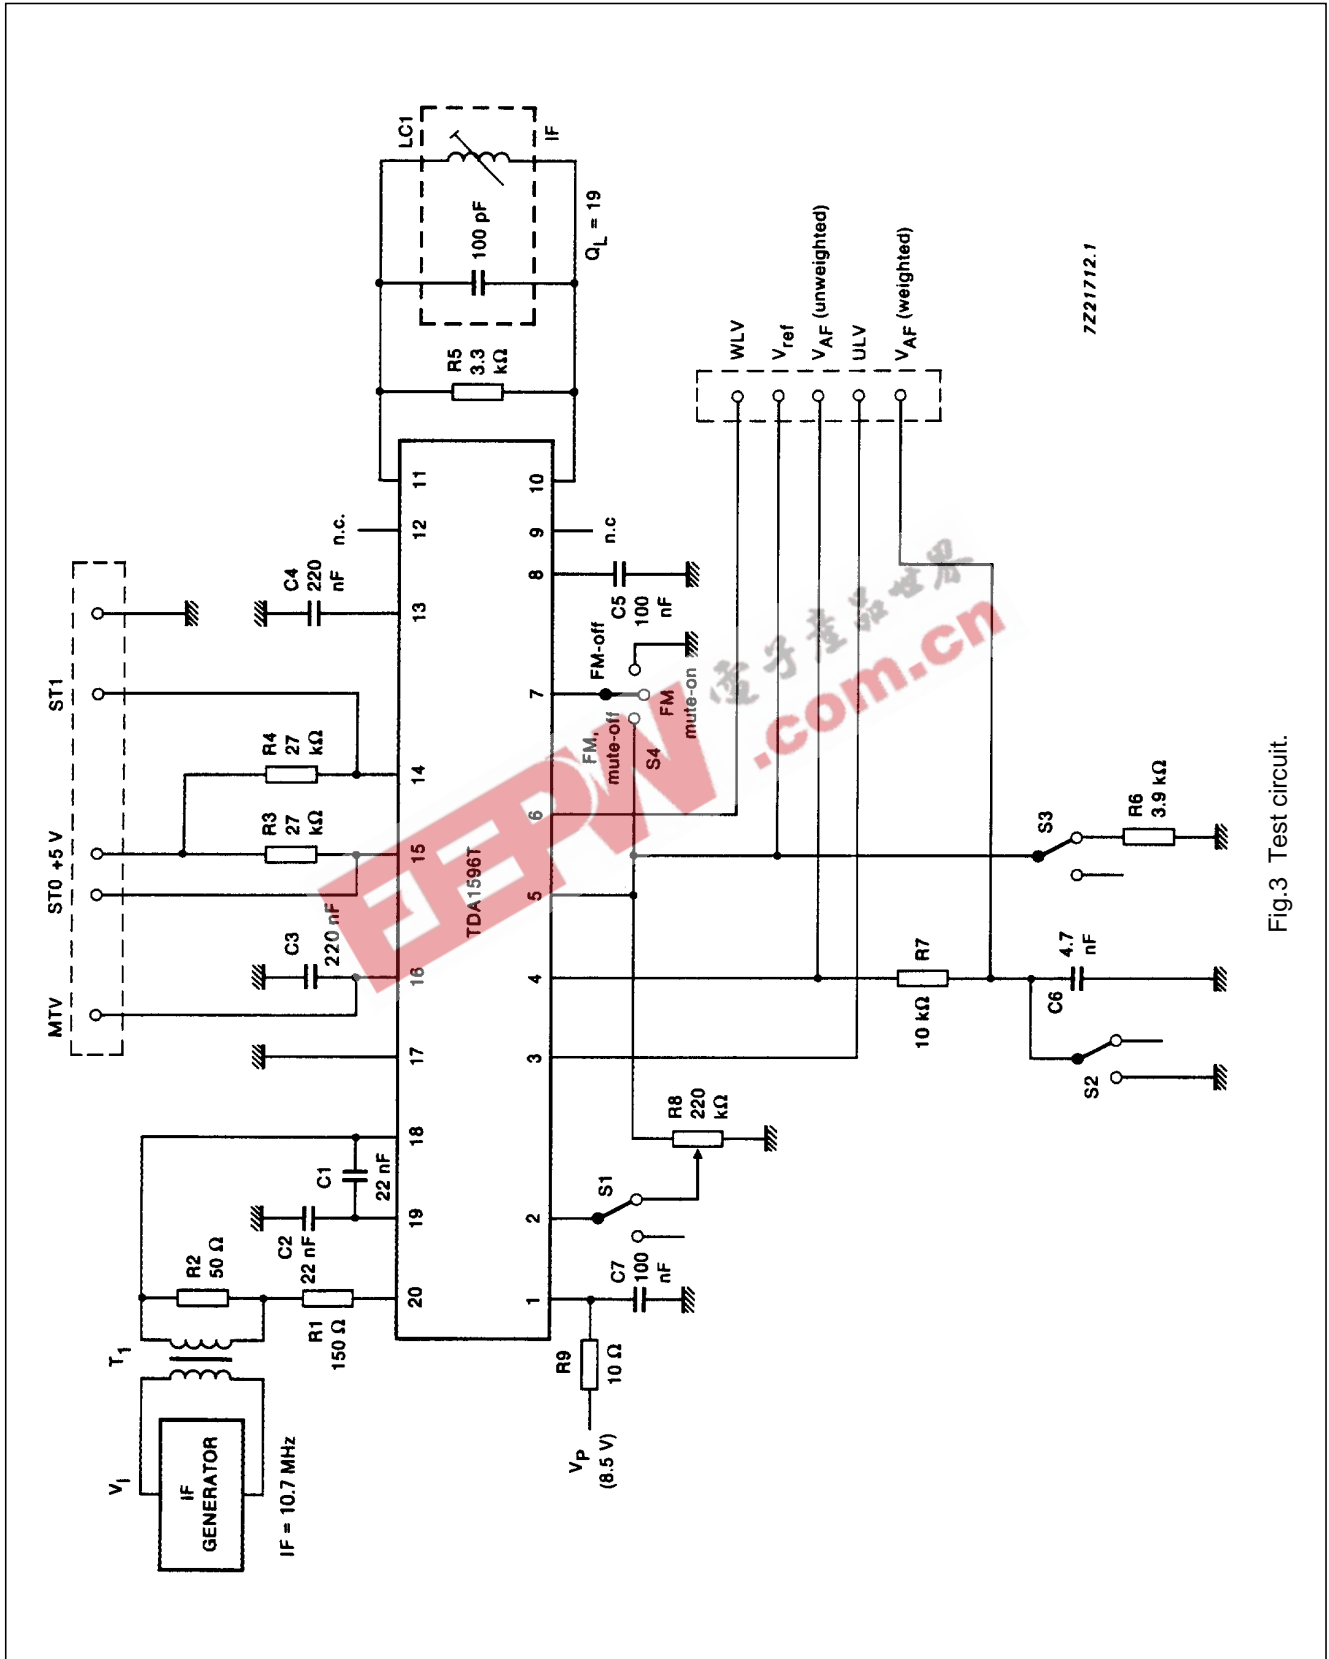 MTV
ST0
+5 V
ST1
LC1
IF
100 pF
Q_L = 19
R5
3.3
kΩ
n.c.
C4
220
nF
R4
27
kΩ
R3
27
kΩ
C3
220 nF
C1
22 nF
C2
22 nF
R2
50 Ω
R1
150 Ω
T1
Vi
IF
GENERATOR
IF = 10.7 MHz
20
19
18
17
16
15
14
13
12
11
TDA1596T
1
2
3
4
5
6
7
8
9
10
n.c
C5
100
nF
FM-off
FM
mute-on
FM,
mute-off
S4
WLV
Vref
VAF (unweighted)
ULV
VAF (weighted)
7Z21712.1
R9
10 Ω
VP
(8.5 V)
C7
100
nF
S1
R8
220
kΩ
R7
10 kΩ
C6
4.7
nF
S2
S3
R6
3.9 kΩ
Fig.3 Test circuit.
EEPW
.com.cn
電子產品世界